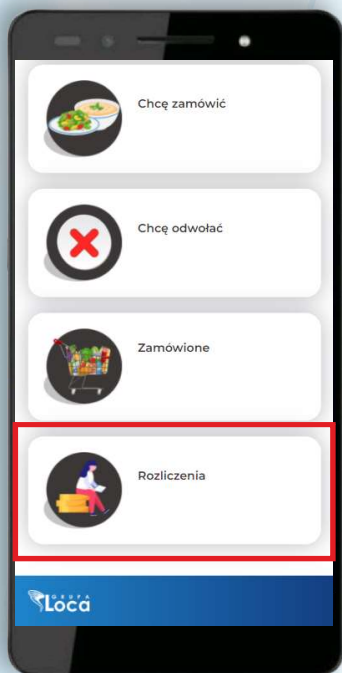 Chcę zamówić
Chcę odwołać
Zamówione
Rozliczenia
GRUPA
Loca